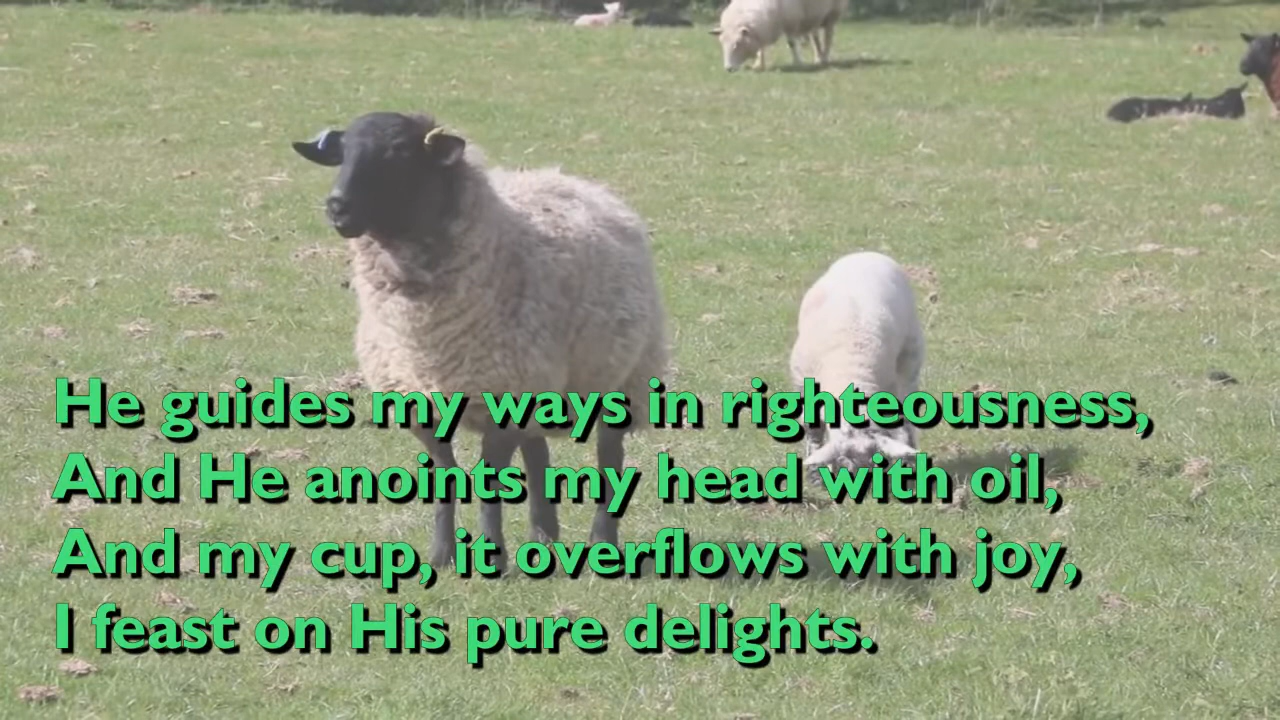 He guides my ways in righteousness,
And He anoints my head with oil,
And my cup, it overflows with joy,
I feast on His pure delights.